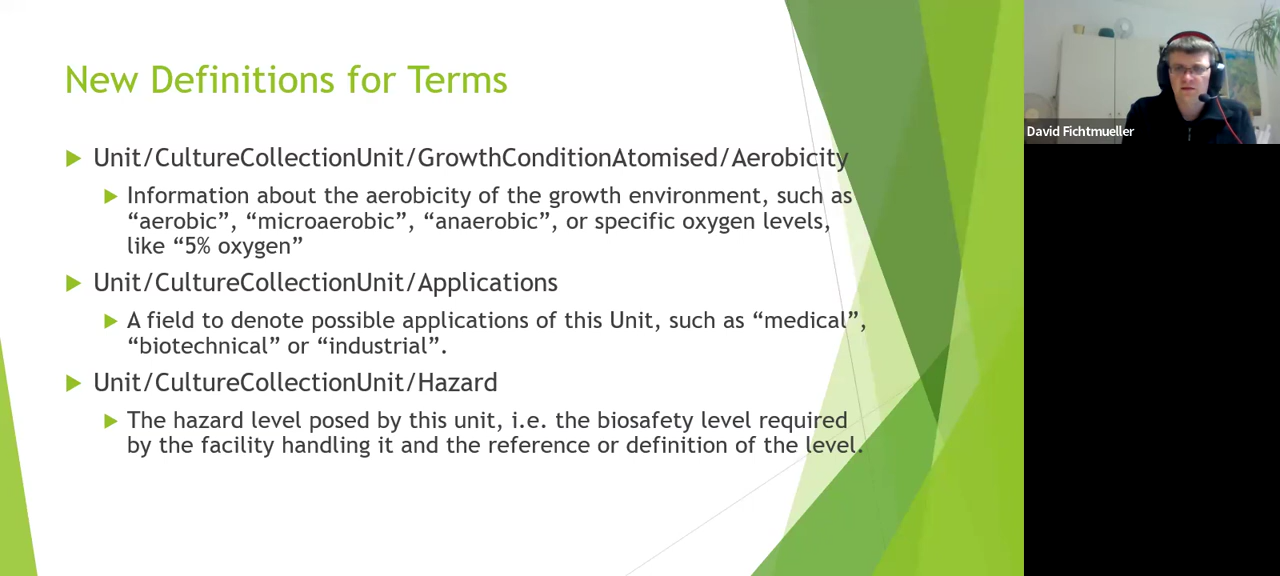 New Definitions for Terms
Unit/CultureCollectionUnit/GrowthConditionAtomised/Aerobicity
Information about the aerobicity of the growth environment, such as
“aerobic”, “microaerobic”, “anaerobic”, or specific oxygen levels,
like “5% oxygen”
Unit/CultureCollectionUnit/Applications
A field to denote possible applications of this Unit, such as “medical”,
“biotechnical” or “industrial”.
Unit/CultureCollectionUnit/Hazard
The hazard level posed by this unit, i.e. the biosafety level required
by the facility handling it and the reference or definition of the level.
David Fichtmueller